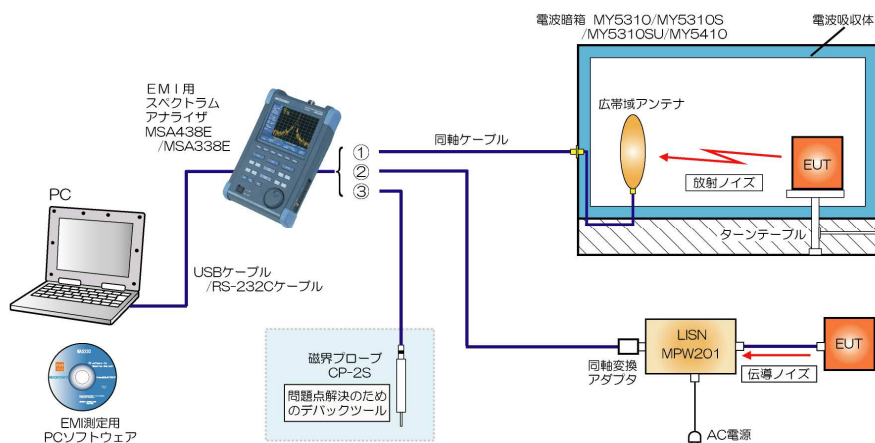 電波暗箱 MY5310/MY5310S
/MY5310SU/MY5410
電波吸収体
EMI用
スペクトラム
アナライザ
MSA438E
/MSA338E
①
②
③
同軸ケーブル
広帯域アンテナ
EUT
放射ノイズ
ターンテーブル
PC
USBケーブル
/RS-232Cケーブル
磁界プローブ
CP-2S
問題点解決のため
のデバックツール
EMI測定用
PCソフトウェア
LISN
MPW201
同軸変換
アダプタ
EUT
伝導ノイズ
AC電源